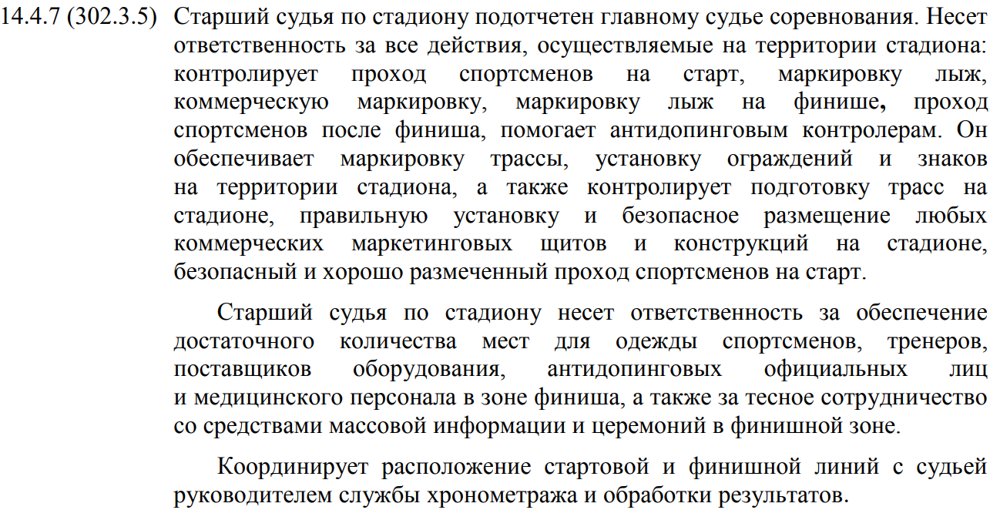 14.4.7 (302.3.5) Старший судья по стадиону подотчетен главному судье соревнования. Несет
ответственность за все действия, осуществляемые на территории стадиона:
контролирует проход спортсменов на старт, маркировку лыж,
коммерческую маркировку, маркировку лыж на финише, проход
спортсменов после финиша, помогает антидопинговым контролерам. Он
обеспечивает маркировку трассы, установку ограждений и знаков
на территории стадиона, а также контролирует подготовку трасс на
стадионе, правильную установку и безопасное размещение любых
коммерческих маркетинговых щитов и конструкций на стадионе,
безопасный и хорошо размеченный проход спортсменов на старт.
Старший судья по стадиону несет ответственность за обеспечение
достаточного количества мест для одежды спортсменов, тренеров,
поставщиков оборудования, антидопинговых официальных лиц
и медицинского персонала в зоне финиша, а также за тесное сотрудничество
со средствами массовой информации и церемоний в финишной зоне.
Координирует расположение стартовой и финишной линий с судьей
руководителем службы хронометража и обработки результатов.